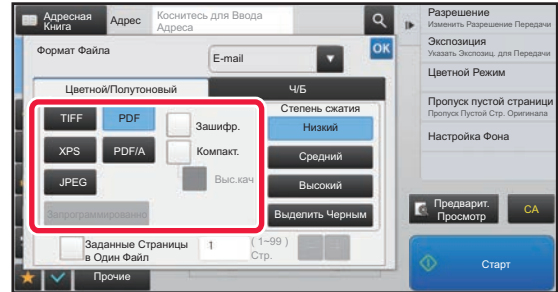 Адресная
Книга
Адрес
Коснитесь для Ввода
Адреса
Формат Файла
E-mail
OK
Цветной/Полутоновый
Ч/Б
TIFF
PDF
Зашифр.
XPS
PDF/A
Компакт.
JPEG
Выс.кач
Запрограммированно
Степень сжатия
Низкий
Средний
Высокий
Выделить Черным
Заданные Страницы
в Один Файл
1
( 1~99 )
Стр.
Прочие
Разрешение
Изменить Разрешение Передачи
Экспозиция
Указать Экспозиц. для Передачи
Цветной Режим
Пропуск пустой страници
Пропуск Пустой Стр. Оригинала
Настройка Фона
Предварит.
Просмотр
CA
Старт